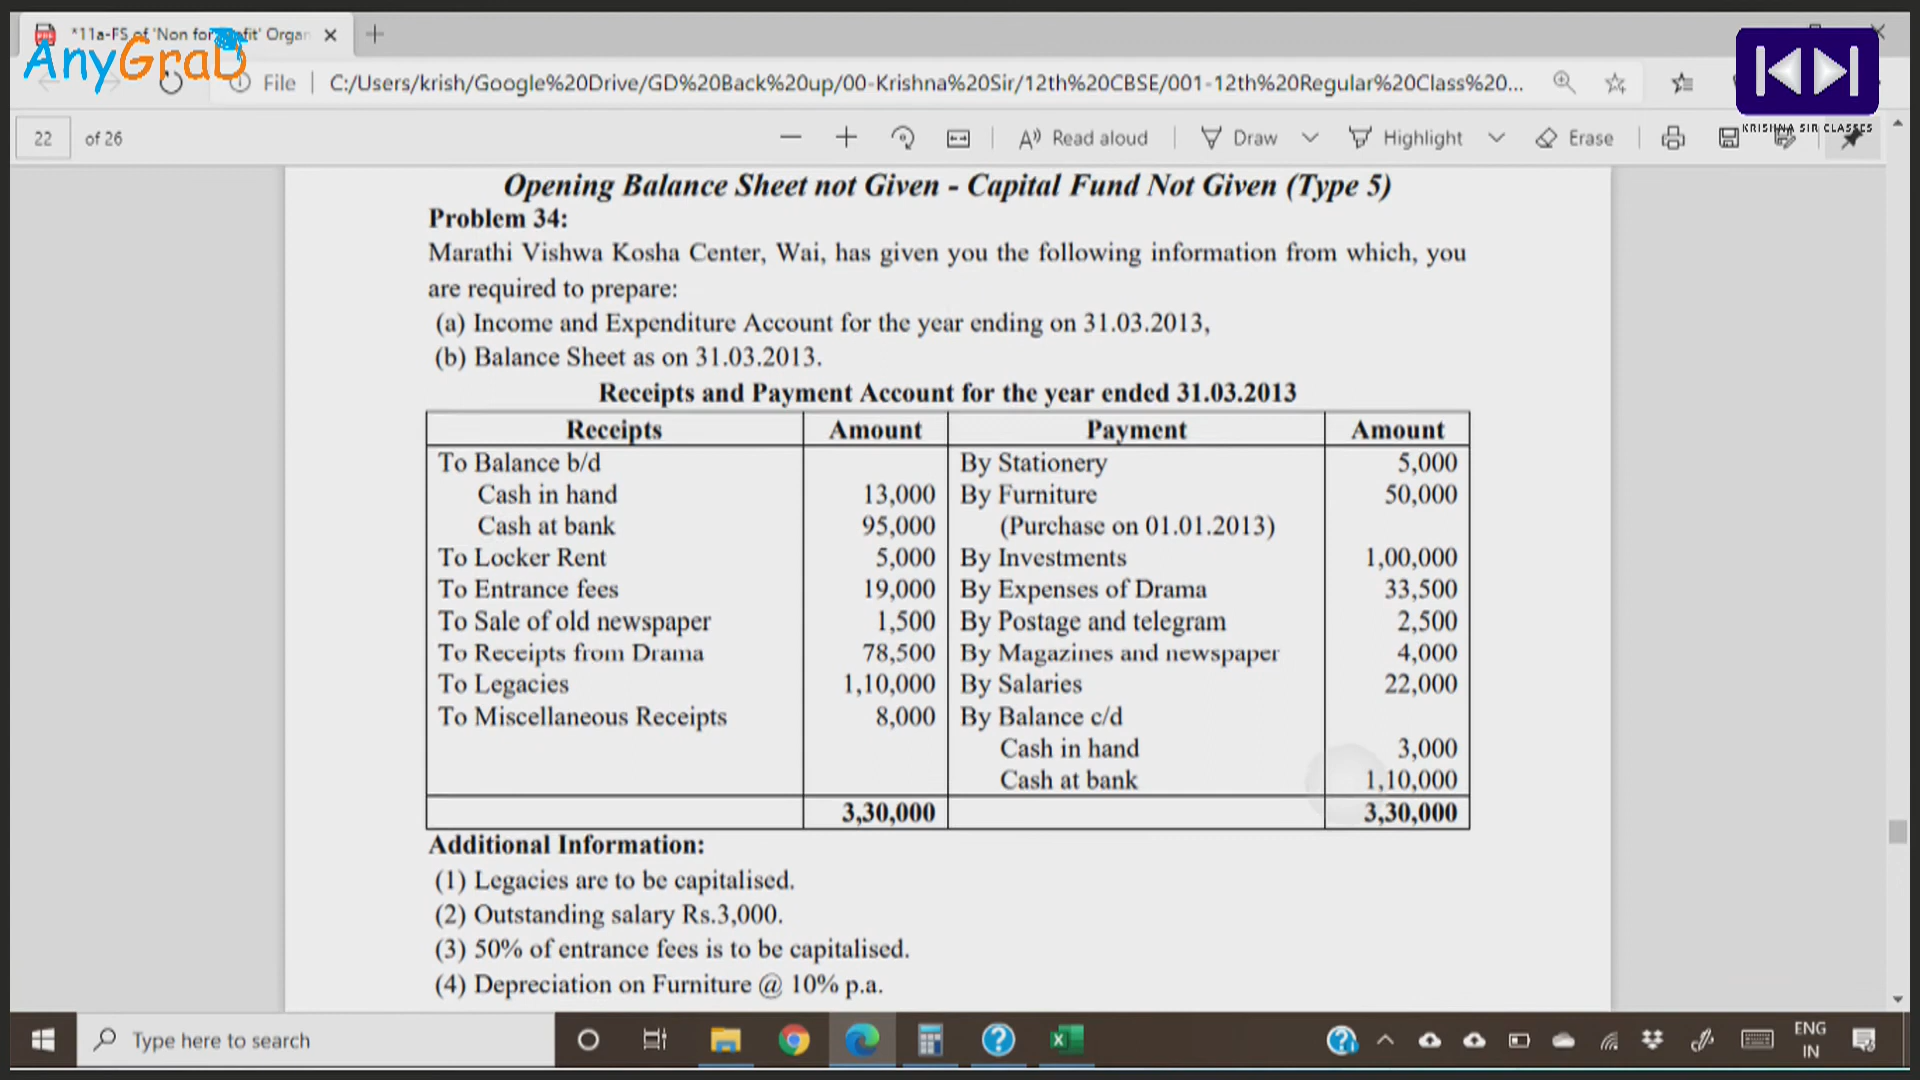 *11a-FS of 'Non for Profit' Organ
AnyGraD
File
C:/Users/krish/Google%20Drive/GD%20Back%20up/00-Krishna%20Sir/12th%20CBSE/001-12th%20Regular%20Class%20...
KRISHNA SIR CLASSES
22 of 26
Read aloud
Draw
Highlight
Erase
Opening Balance Sheet not Given - Capital Fund Not Given (Type 5)
Problem 34:
Marathi Vishwa Kosha Center, Wai, has given you the following information from which, you
are required to prepare:
(a) Income and Expenditure Account for the year ending on 31.03.2013,
(b) Balance Sheet as on 31.03.2013.
Receipts and Payment Account for the year ended 31.03.2013
Receipts Amount Payment Amount
To Balance b/d By Stationery 5,000
Cash in hand 13,000 By Furniture 50,000
Cash at bank 95,000 (Purchase on 01.01.2013)
To Locker Rent 5,000 By Investments 1,00,000
To Entrance fees 19,000 By Expenses of Drama 33,500
To Sale of old newspaper 1,500 By Postage and telegram 2,500
To Receipts from Drama 78,500 By Magazines and newspaper 4,000
To Legacies 1,10,000 By Salaries 22,000
To Miscellaneous Receipts 8,000 By Balance c/d
Cash in hand 3,000
Cash at bank 1,10,000
3,30,000 3,30,000
Additional Information:
(1) Legacies are to be capitalised.
(2) Outstanding salary Rs.3,000.
(3) 50% of entrance fees is to be capitalised.
(4) Depreciation on Furniture @ 10% p.a.
Type here to search
ENG
IN